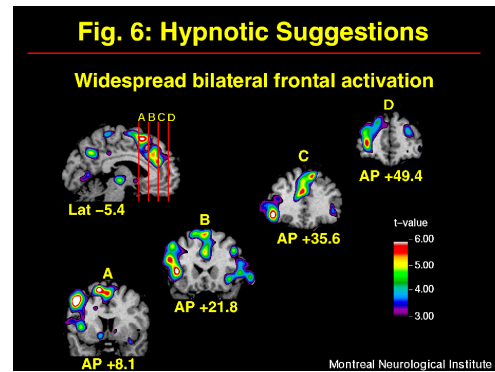 Fig. 6: Hypnotic Suggestions
Widespread bilateral frontal activation
A B C D
Lat −5.4
D
AP +49.4
C
AP +35.6
B
AP +21.8
A
AP +8.1
t−value
6.00
5.00
4.00
3.00
Montreal Neurological Institute